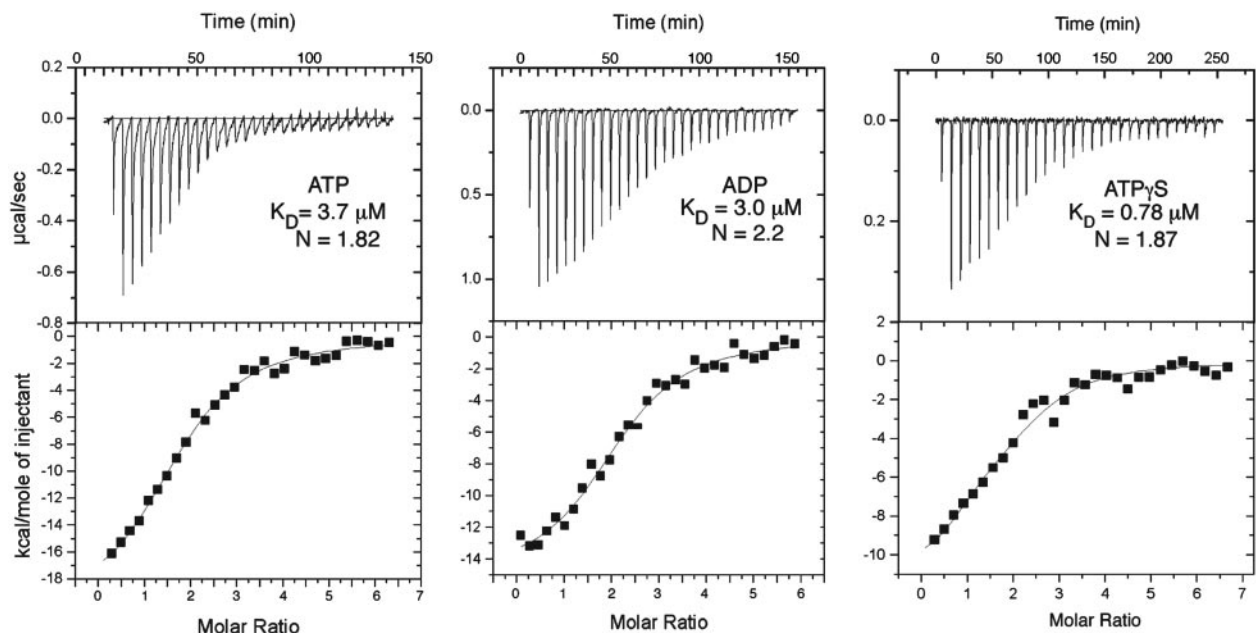 Time (min)
0 50 100 150
0.2
0.0
-0.2
-0.4
-0.6
-0.8
µcal/sec
ATP
K_D = 3.7 µM
N = 1.82
0
-2
-4
-6
-8
-10
-12
-14
-16
-18
kcal/mole of injectant
0 1 2 3 4 5 6 7
Molar Ratio
Time (min)
0 50 100 150
0.0
0.5
1.0
ADP
K_D = 3.0 µM
N = 2.2
0
-2
-4
-6
-8
-10
-12
-14
0 1 2 3 4 5 6
Molar Ratio
Time (min)
0 50 100 150 200 250
0.0
0.2
ATPγS
K_D = 0.78 µM
N = 1.87
2
0
-2
-4
-6
-8
-10
0 1 2 3 4 5 6 7
Molar Ratio